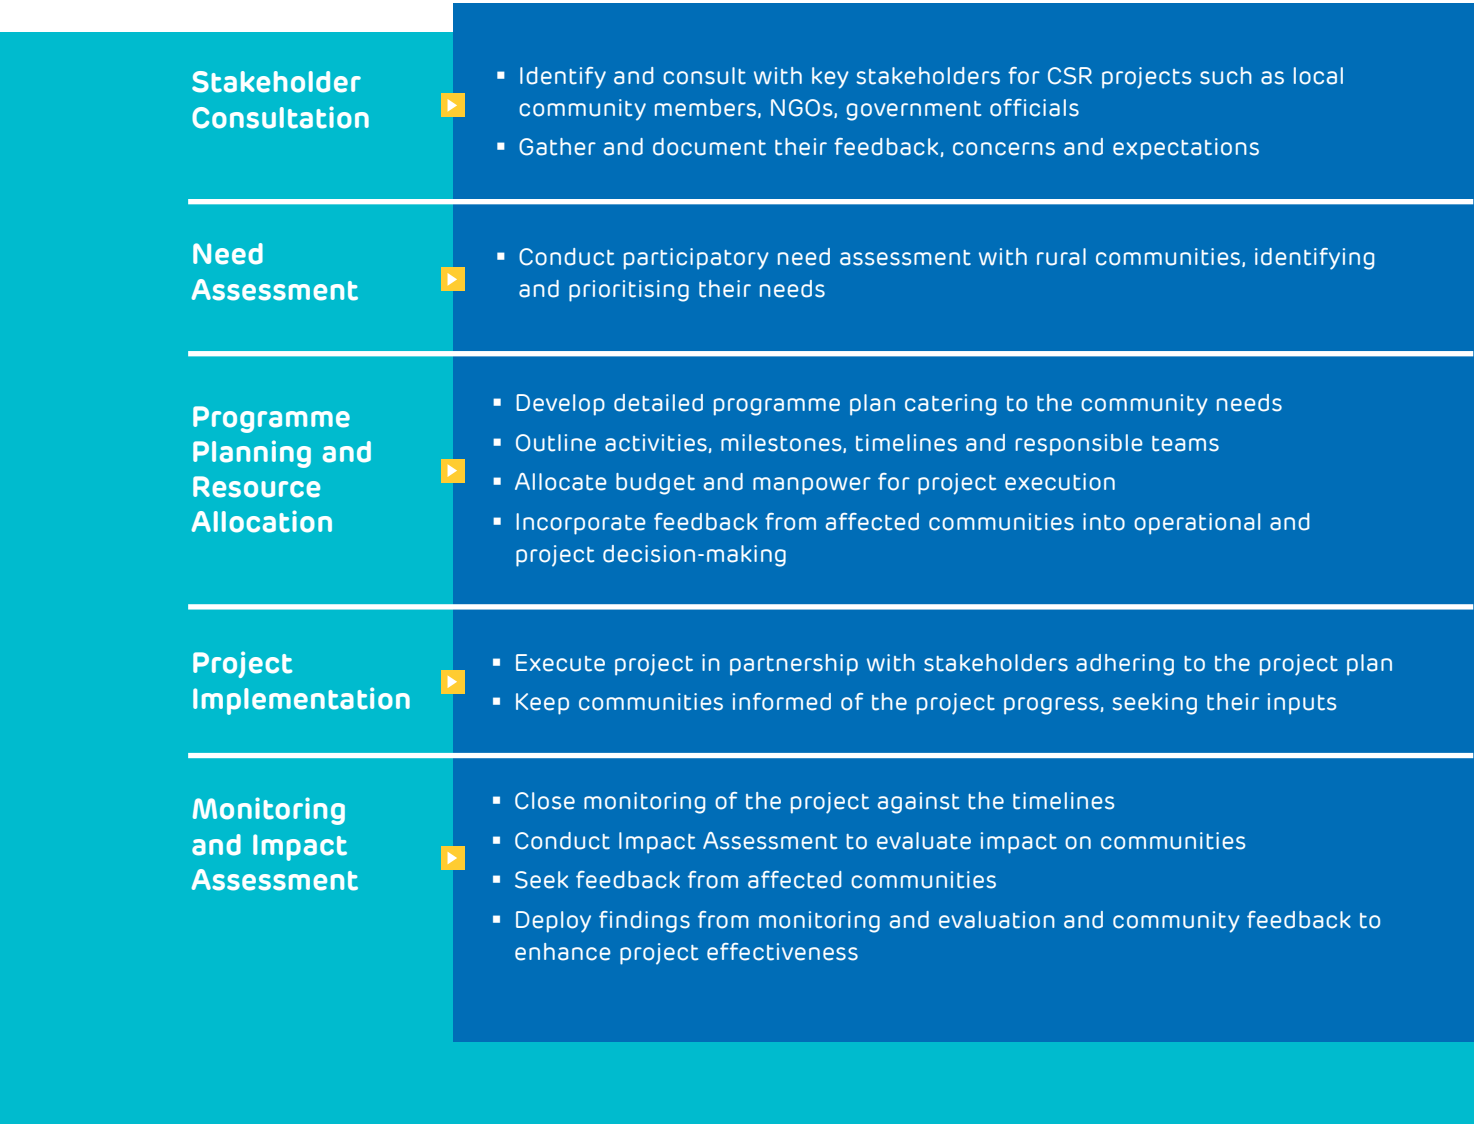 Stakeholder
Consultation
▪ Identify and consult with key stakeholders for CSR projects such as local
community members, NGOs, government officials
▪ Gather and document their feedback, concerns and expectations
Need
Assessment
▪ Conduct participatory need assessment with rural communities, identifying
and prioritising their needs
Programme
Planning and
Resource
Allocation
▪ Develop detailed programme plan catering to the community needs
▪ Outline activities, milestones, timelines and responsible teams
▪ Allocate budget and manpower for project execution
▪ Incorporate feedback from affected communities into operational and
project decision-making
Project
Implementation
▪ Execute project in partnership with stakeholders adhering to the project plan
▪ Keep communities informed of the project progress, seeking their inputs
Monitoring
and Impact
Assessment
▪ Close monitoring of the project against the timelines
▪ Conduct Impact Assessment to evaluate impact on communities
▪ Seek feedback from affected communities
▪ Deploy findings from monitoring and evaluation and community feedback to
enhance project effectiveness